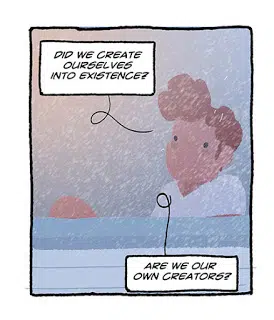 DID WE CREATE
OURSELVES
INTO EXISTENCE?
ARE WE OUR
OWN CREATORS?